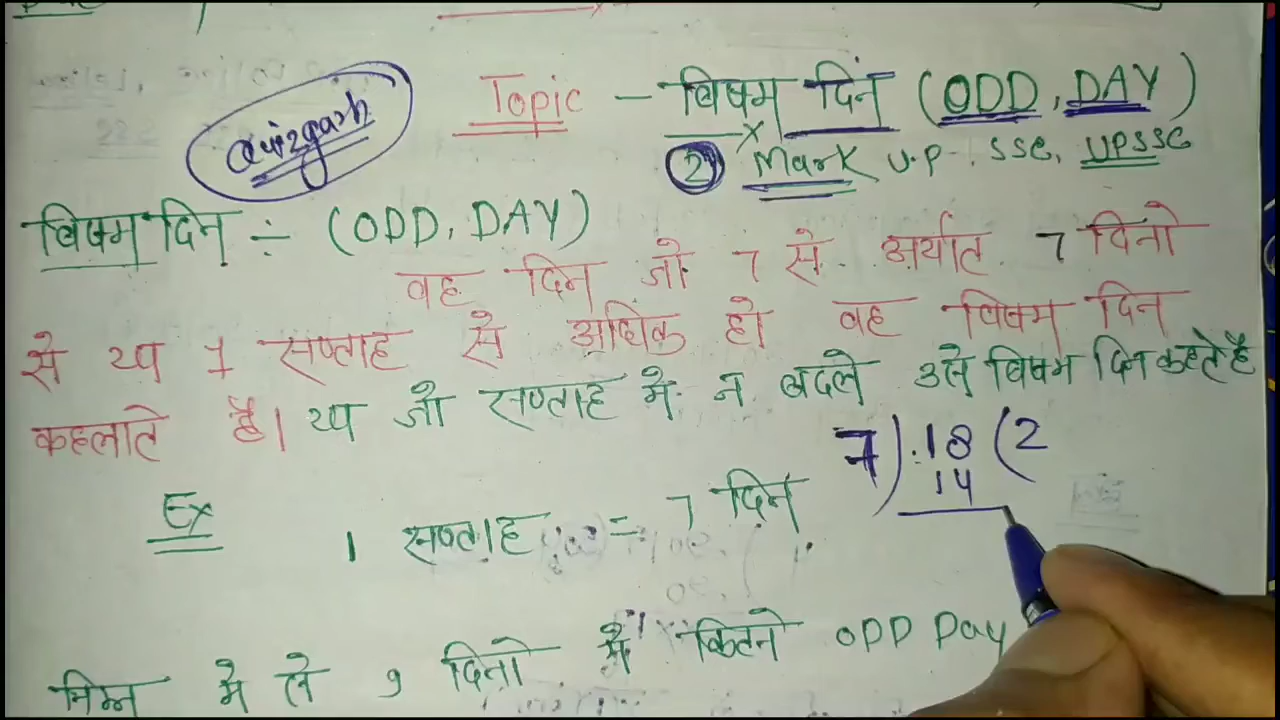 Quizgarh
Topic - विषम दिन (ODD, DAY)
② Mark U.P. SSC, UPSSC
विषम दिन :- (ODD, DAY)
वह दिन जो 7 से अर्थात 7 दिनो
से या 1 सप्ताह से अधिक हो वह विषम दिन
कहलाते है। या जो सप्ताह मे न बदले उसे विषम दिन कहते है
7 ) 18 ( 2
14
Ex 1 सप्ताह = 7 दिन
निम्न मे से 9 दिनो में कितने ODD Day